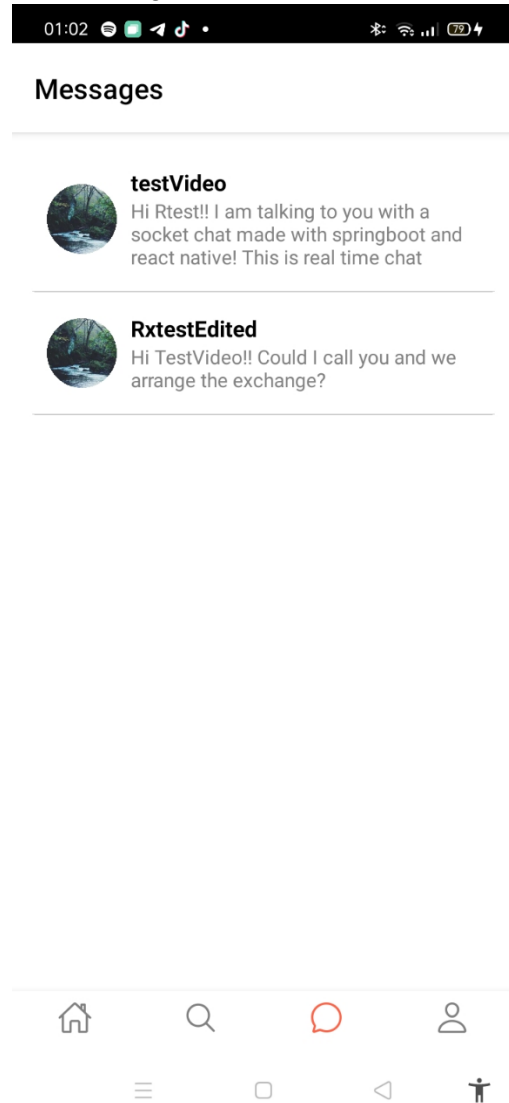 01:02
79
Messages
testVideo
Hi Rtest!! I am talking to you with a
socket chat made with springboot and
react native! This is real time chat
RxtestEdited
Hi TestVideo!! Could I call you and we
arrange the exchange?